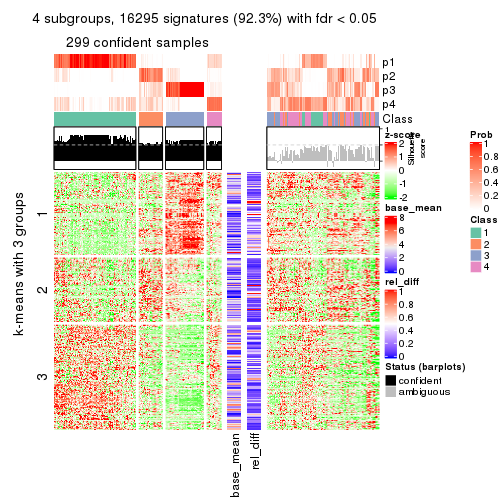 4 subgroups, 16295 signatures (92.3%) with fdr < 0.05
299 confident samples
p1
p2
p3
p4
Class
1
Silhouette
score
z-score
2
1
0
-1
-2
base_mean
8
6
4
2
0
rel_diff
1
0.8
0.6
0.4
0.2
0
Status (barplots)
confident
ambiguous
Prob
1
0.8
0.6
0.4
0.2
0
Class
1
2
3
4
k-means with 3 groups
1
2
3
base_mean
rel_diff